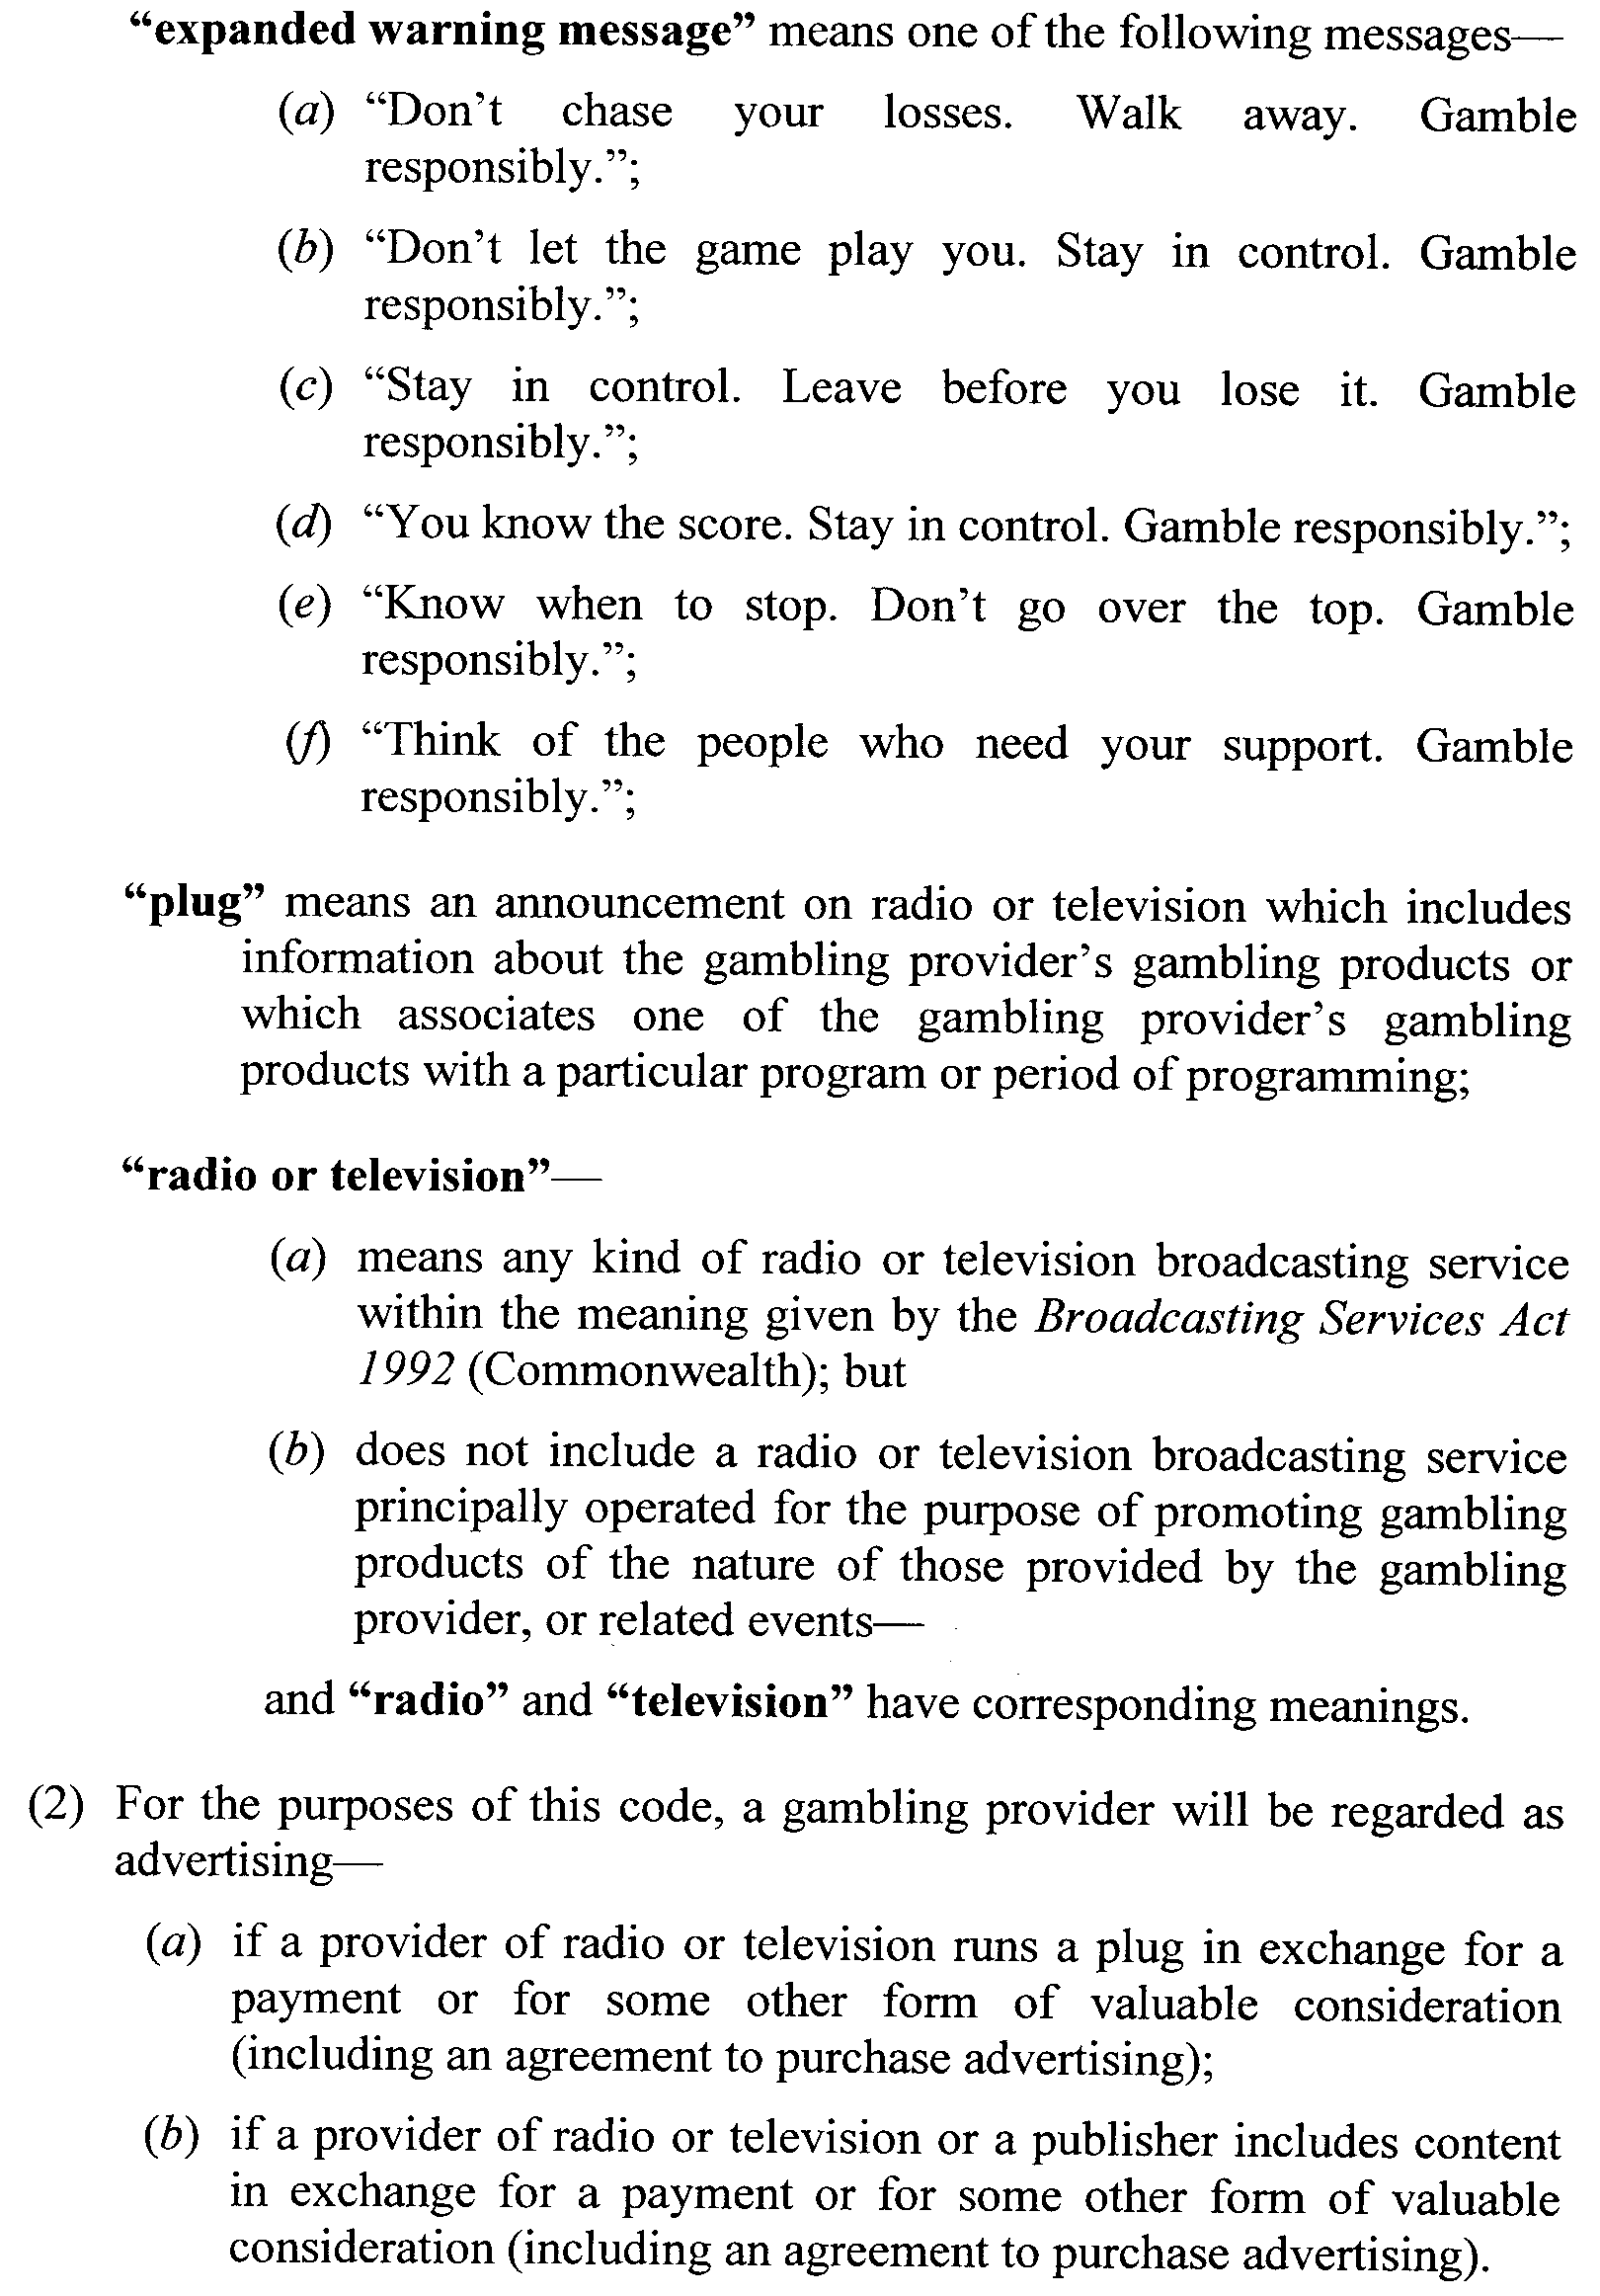 “expanded warning message” means one of the following messages—
(a) “Don’t chase your losses. Walk away. Gamble
responsibly.”;
(b) “Don’t let the game play you. Stay in control. Gamble
responsibly.”;
(c) “Stay in control. Leave before you lose it. Gamble
responsibly.”;
(d) “You know the score. Stay in control. Gamble responsibly.”;
(e) “Know when to stop. Don’t go over the top. Gamble
responsibly.”;
(f) “Think of the people who need your support. Gamble
responsibly.”;
“plug” means an announcement on radio or television which includes
information about the gambling provider’s gambling products or
which associates one of the gambling provider’s gambling
products with a particular program or period of programming;
“radio or television”—
(a) means any kind of radio or television broadcasting service
within the meaning given by the Broadcasting Services Act
1992 (Commonwealth); but
(b) does not include a radio or television broadcasting service
principally operated for the purpose of promoting gambling
products of the nature of those provided by the gambling
provider, or related events—
and “radio” and “television” have corresponding meanings.
(2) For the purposes of this code, a gambling provider will be regarded as
advertising—
(a) if a provider of radio or television runs a plug in exchange for a
payment or for some other form of valuable consideration
(including an agreement to purchase advertising);
(b) if a provider of radio or television or a publisher includes content
in exchange for a payment or for some other form of valuable
consideration (including an agreement to purchase advertising).